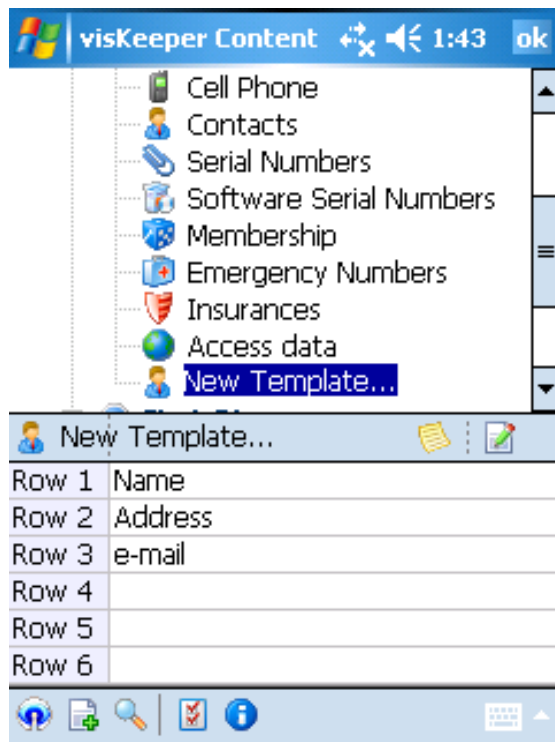 visKeeper Content 1:43 ok
Cell Phone
Contacts
Serial Numbers
Software Serial Numbers
Membership
Emergency Numbers
Insurances
Access data
New Template...
New Template...
Row 1 Name
Row 2 Address
Row 3 e-mail
Row 4
Row 5
Row 6